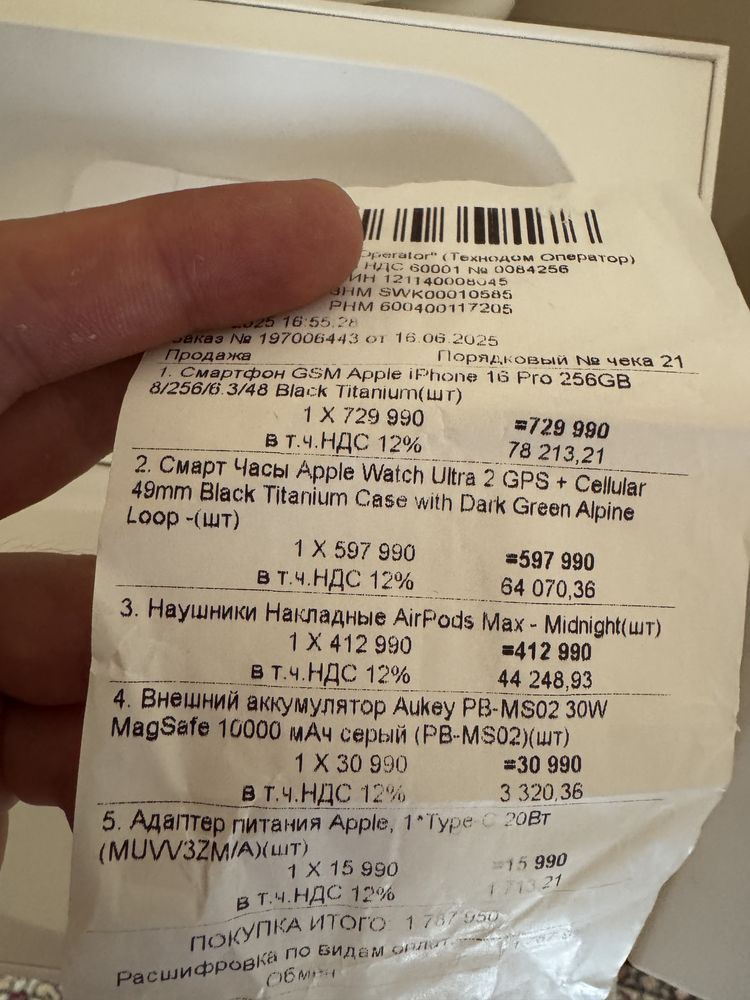 Operator" (Технодом Оператор)
НДС 60001 № 0084256
ИН 121140008045
ЗНМ SWK00010585
РНМ 600400117205
2025 16:55:28
Заказ № 197006443 от 16.06.2025
Продажа Порядковый № чека 21
1. Смартфон GSM Apple iPhone 16 Pro 256GB
8/256/6.3/48 Black Titanium(шт)
1 X 729 990 =729 990
в т.ч.НДС 12% 78 213,21
2. Смарт Часы Apple Watch Ultra 2 GPS + Cellular
49mm Black Titanium Case with Dark Green Alpine
Loop -(шт)
1 X 597 990 =597 990
в т.ч.НДС 12% 64 070,36
3. Наушники Накладные AirPods Max - Midnight(шт)
1 X 412 990 =412 990
в т.ч.НДС 12% 44 248,93
4. Внешний аккумулятор Aukey PB-MS02 30W
MagSafe 10000 мАч серый (PB-MS02)(шт)
1 X 30 990 =30 990
в т.ч.НДС 12% 3 320,36
5. Адаптер питания Apple, 1*Type-C 20Вт
(MUVV3ZM/A)(шт)
1 X 15 990 =15 990
в т.ч.НДС 12% 1 713,21
ПОКУПКА ИТОГО: 1 787 950
Расшифровка по видам